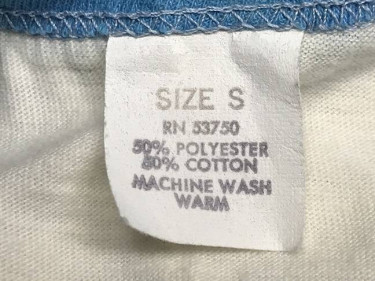 SIZE S
RN 53750
50% POLYESTER
50% COTTON
MACHINE WASH
WARM